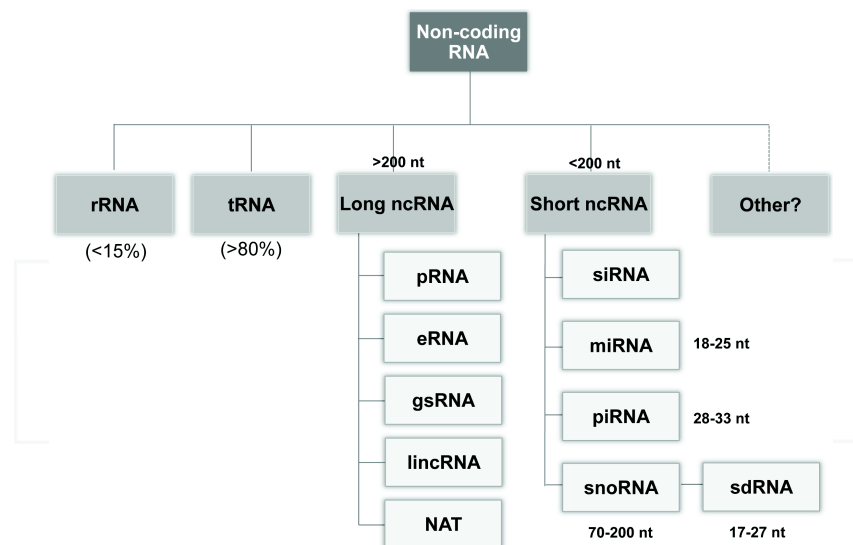 Non-coding
RNA
>200 nt
<200 nt
rRNA
tRNA
Long ncRNA
Short ncRNA
Other?
(<15%)
(>80%)
pRNA
eRNA
gsRNA
lincRNA
NAT
siRNA
miRNA
18-25 nt
piRNA
28-33 nt
snoRNA
sdRNA
70-200 nt
17-27 nt